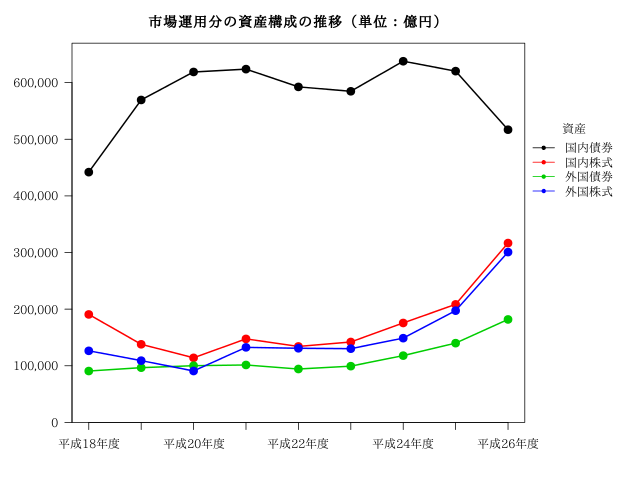 市場運用分の資産構成の推移（単位：億円）
600,000
500,000
400,000
300,000
200,000
100,000
0
平成18年度 平成20年度 平成22年度 平成24年度 平成26年度
資産
国内債券
国内株式
外国債券
外国株式